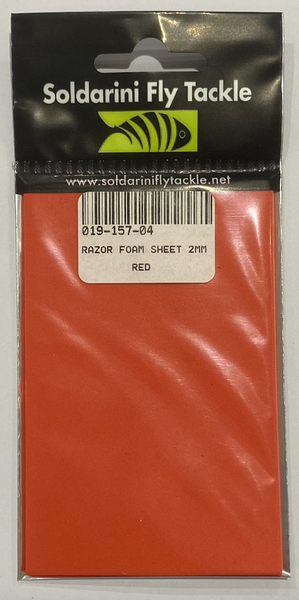 Soldarini Fly Tackle
www.soldariniflytackle.net
019-157-04
RAZOR FOAM SHEET 2MM
RED